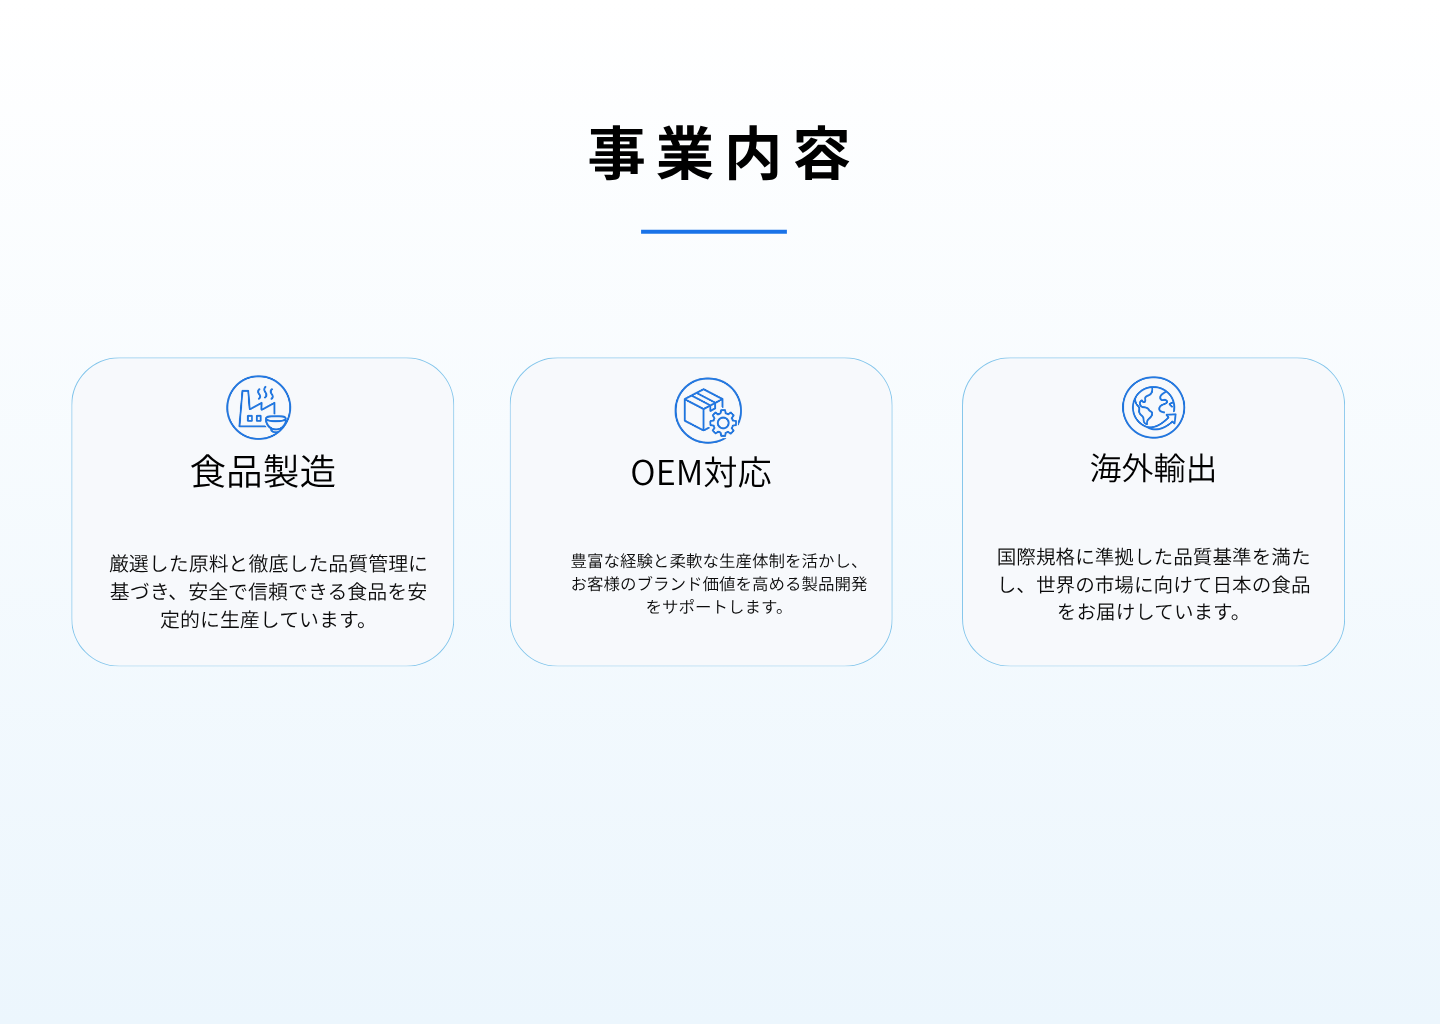 事業内容
食品製造
厳選した原料と徹底した品質管理に
基づき、安全で信頼できる食品を安
定的に生産しています。
OEM対応
豊富な経験と柔軟な生産体制を活かし、
お客様のブランド価値を高める製品開発
をサポートします。
海外輸出
国際規格に準拠した品質基準を満た
し、世界の市場に向けて日本の食品
をお届けしています。